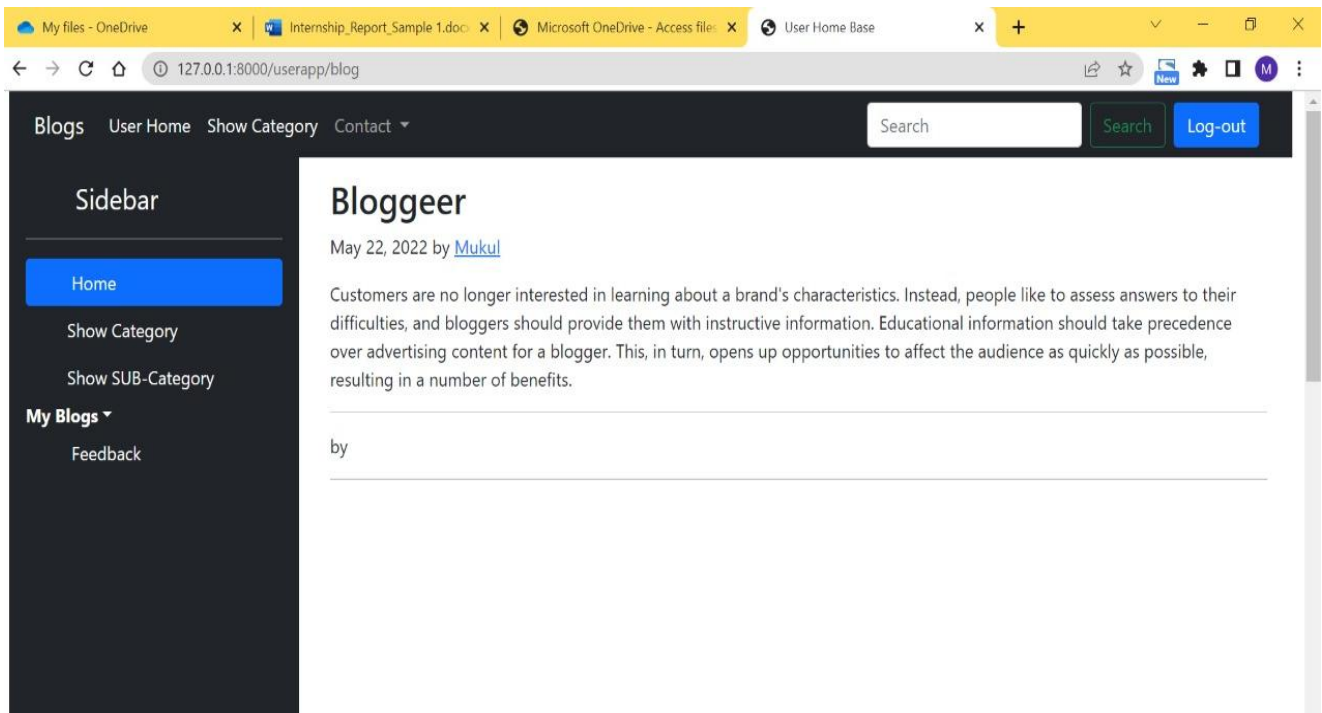 My files - OneDrive
Internship_Report_Sample 1.doc
Microsoft OneDrive - Access files
User Home Base
127.0.0.1:8000/userapp/blog
New
M
Blogs User Home Show Category Contact
Search
Search
Log-out
Sidebar
Home
Show Category
Show SUB-Category
My Blogs
Feedback
Bloggeer
May 22, 2022 by Mukul
Customers are no longer interested in learning about a brand's characteristics. Instead, people like to assess answers to their
difficulties, and bloggers should provide them with instructive information. Educational information should take precedence
over advertising content for a blogger. This, in turn, opens up opportunities to affect the audience as quickly as possible,
resulting in a number of benefits.
by